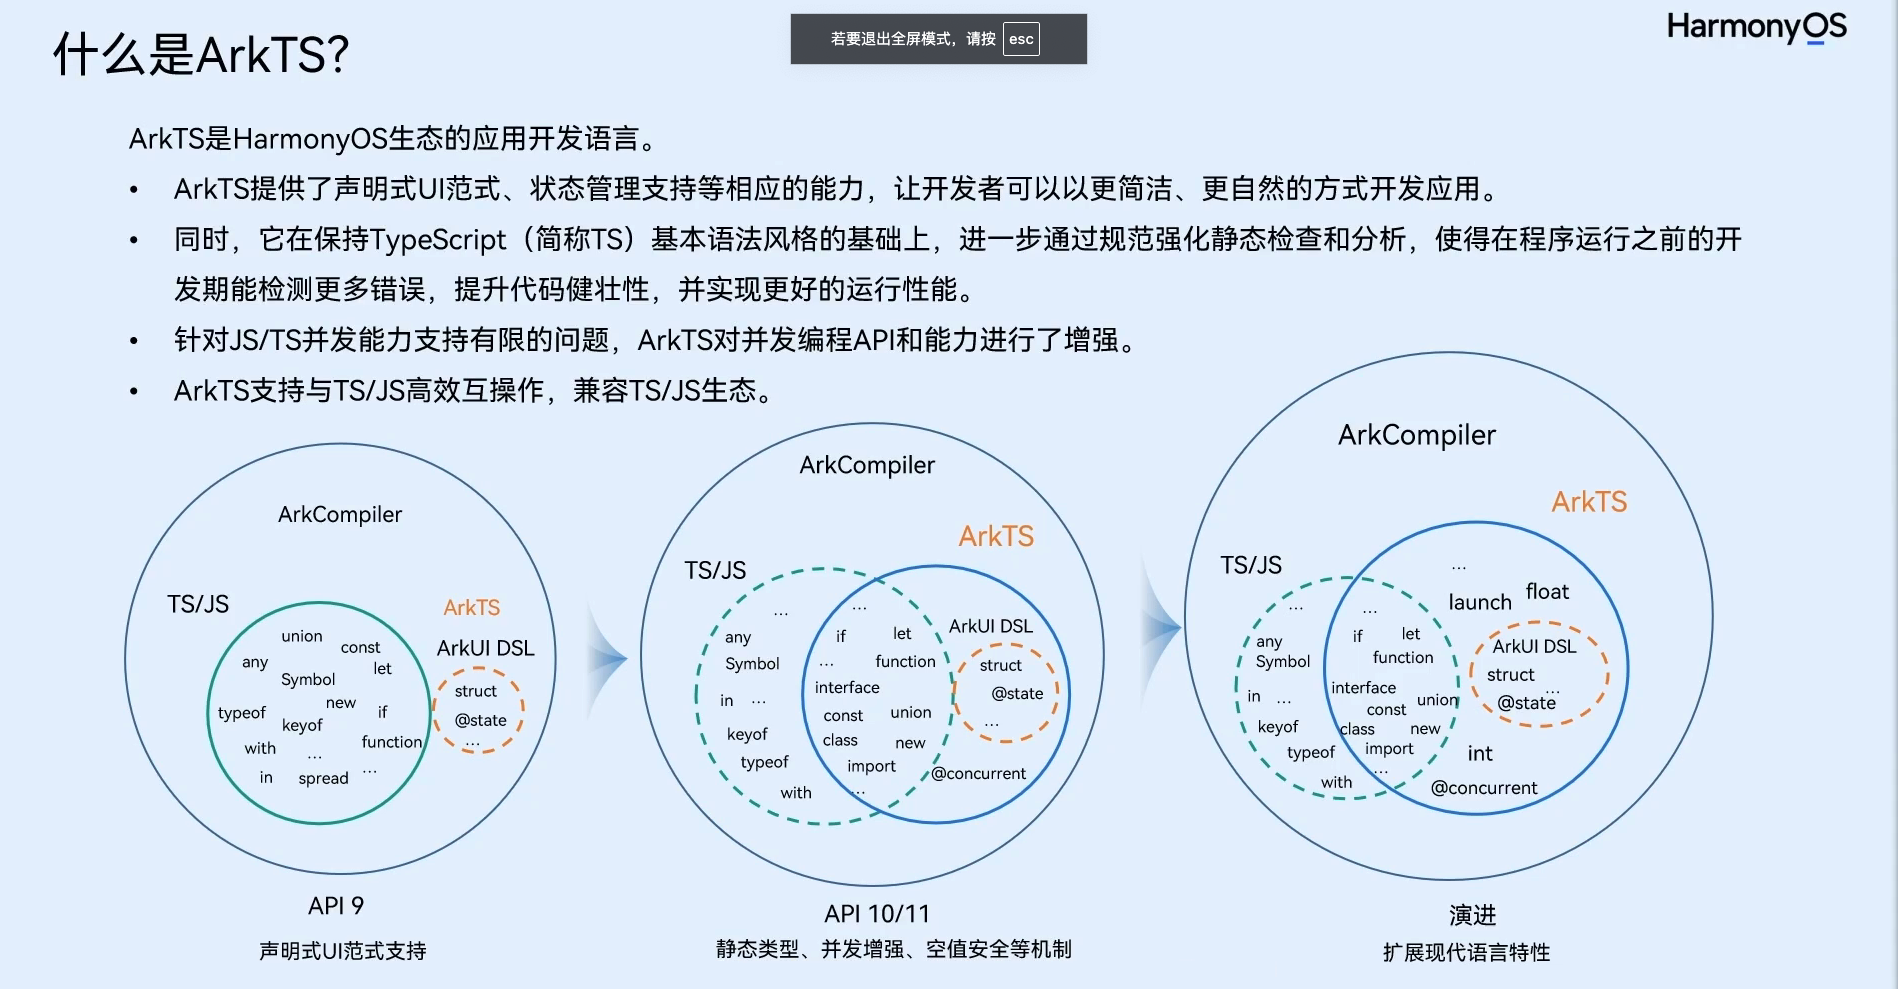 什么是ArkTS?
若要退出全屏模式，请按 esc
HarmonyOS
ArkTS是HarmonyOS生态的应用开发语言。
• ArkTS提供了声明式UI范式、状态管理支持等相应的能力，让开发者可以以更简洁、更自然的方式开发应用。
• 同时，它在保持TypeScript（简称TS）基本语法风格的基础上，进一步通过规范强化静态检查和分析，使得在程序运行之前的开
发期能检测更多错误，提升代码健壮性，并实现更好的运行性能。
• 针对JS/TS并发能力支持有限的问题，ArkTS对并发编程API和能力进行了增强。
• ArkTS支持与TS/JS高效互操作，兼容TS/JS生态。
ArkCompiler
TS/JS
ArkTS
ArkUI DSL
union
const
any
let
Symbol
new
typeof
if
keyof
function
with
...
...
in
spread
struct
@state
...
API 9
声明式UI范式支持
ArkCompiler
ArkTS
TS/JS
...
any
Symbol
in ...
keyof
typeof
with
...
if
let
...
function
interface
const
union
class
new
import
...
ArkUI DSL
struct
@state
...
@concurrent
API 10/11
静态类型、并发增强、空值安全等机制
ArkCompiler
ArkTS
TS/JS
...
any
Symbol
in ...
keyof
typeof
with
...
if
let
function
interface
const
union
class
new
import
...
...
launch
float
ArkUI DSL
struct
...
@state
int
@concurrent
演进
扩展现代语言特性